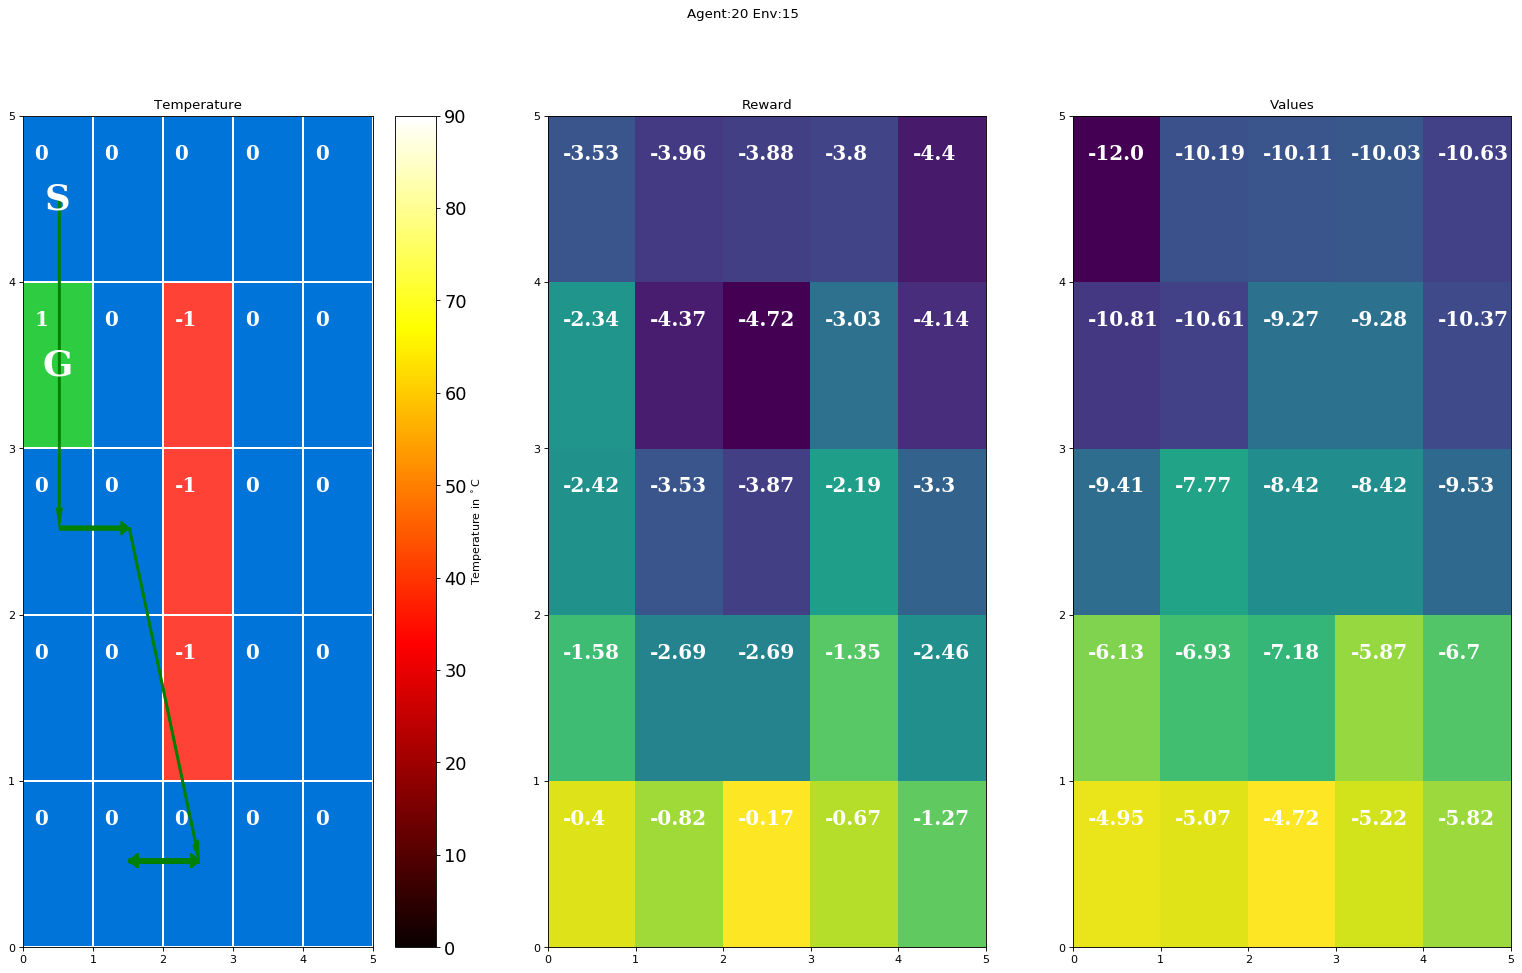 Agent:20 Env:15
Temperature
5
4
3
2
1
0
0 0 0 0 0
S
1 0 -1 0 0
G
0 0 -1 0 0
0 0 -1 0 0
0 0 0 0 0
0 1 2 3 4 5
90
80
70
60
50
40
30
20
10
0
Temperature in °C
Reward
5
4
3
2
1
0
-3.53 -3.96 -3.88 -3.8 -4.4
-2.34 -4.37 -4.72 -3.03 -4.14
-2.42 -3.53 -3.87 -2.19 -3.3
-1.58 -2.69 -2.69 -1.35 -2.46
-0.4 -0.82 -0.17 -0.67 -1.27
0 1 2 3 4 5
Values
5
4
3
2
1
0
-12.0 -10.19 -10.11 -10.03 -10.63
-10.81 -10.61 -9.27 -9.28 -10.37
-9.41 -7.77 -8.42 -8.42 -9.53
-6.13 -6.93 -7.18 -5.87 -6.7
-4.95 -5.07 -4.72 -5.22 -5.82
0 1 2 3 4 5